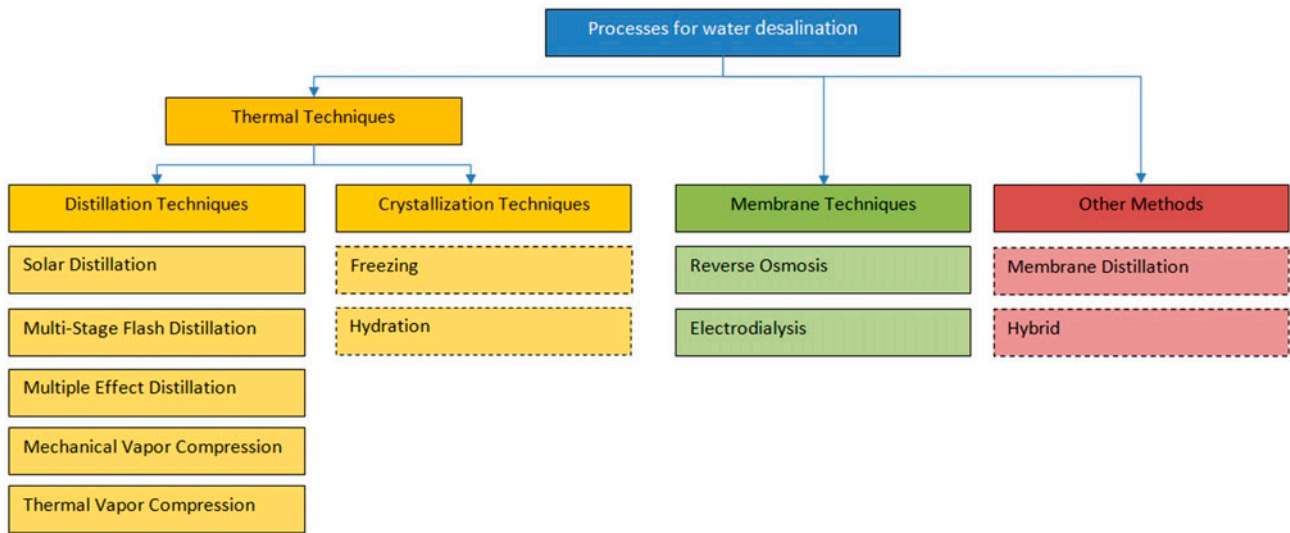 Processes for water desalination
Thermal Techniques
Distillation Techniques
Crystallization Techniques
Membrane Techniques
Other Methods
Solar Distillation
Freezing
Reverse Osmosis
Membrane Distillation
Multi-Stage Flash Distillation
Hydration
Electrodialysis
Hybrid
Multiple Effect Distillation
Mechanical Vapor Compression
Thermal Vapor Compression